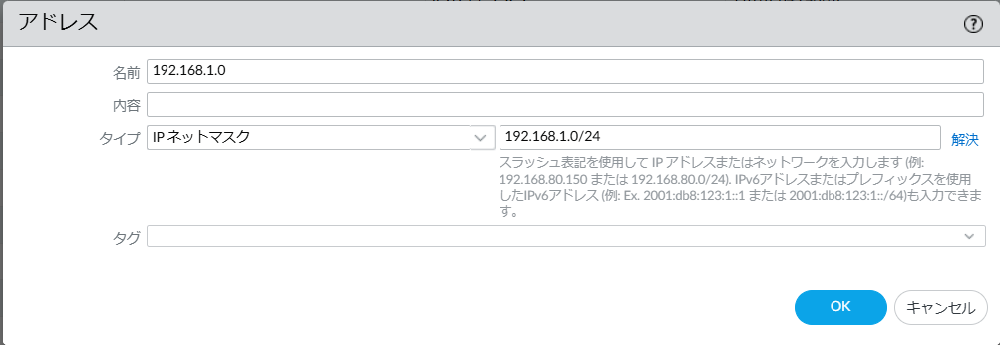 アドレス
名前 192.168.1.0
内容
タイプ IP ネットマスク 192.168.1.0/24 解決
スラッシュ表記を使用して IP アドレスまたはネットワークを入力します (例:
192.168.80.150 または 192.168.80.0/24). IPv6アドレスまたはプレフィックスを使用
したIPv6アドレス (例: Ex. 2001:db8:123:1::1 または 2001:db8:123:1::/64)も入力できま
す。
タグ
OK キャンセル